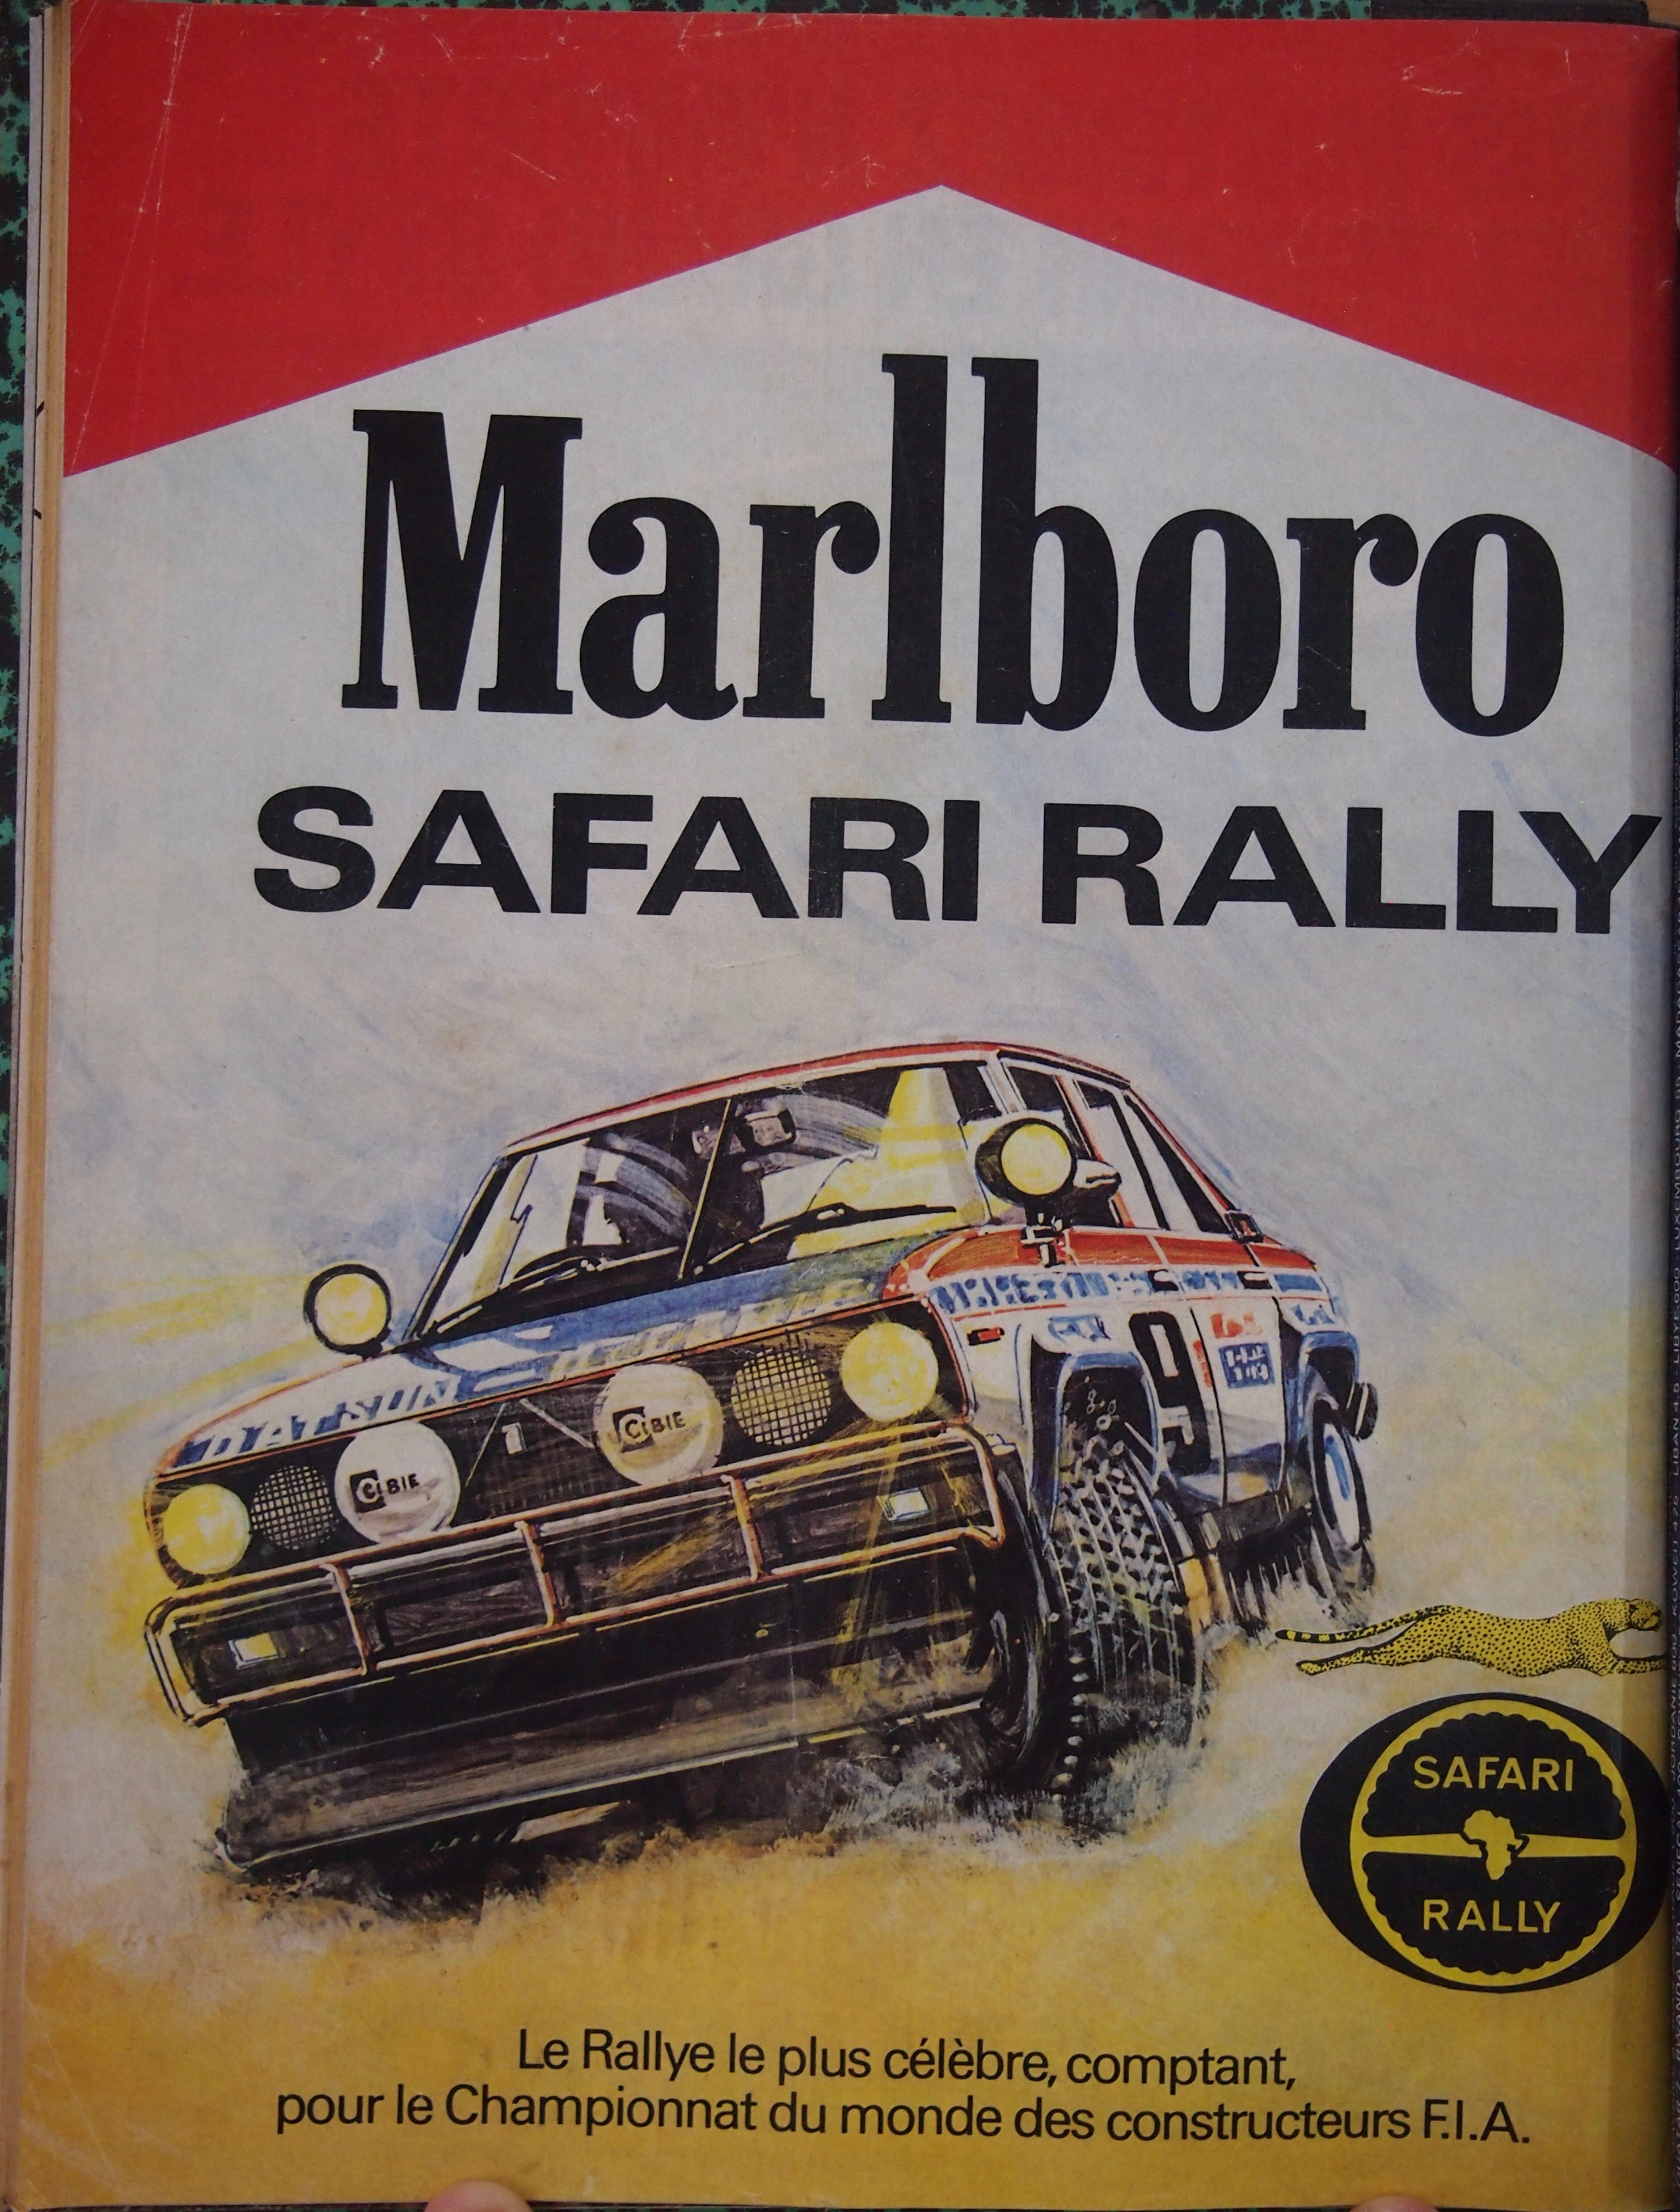 Marlboro
SAFARI RALLY
DATSUN
CIBIE
CIBIE
9
SAFARI
RALLY
Le Rallye le plus célèbre, comptant,
pour le Championnat du monde des constructeurs F.I.A.